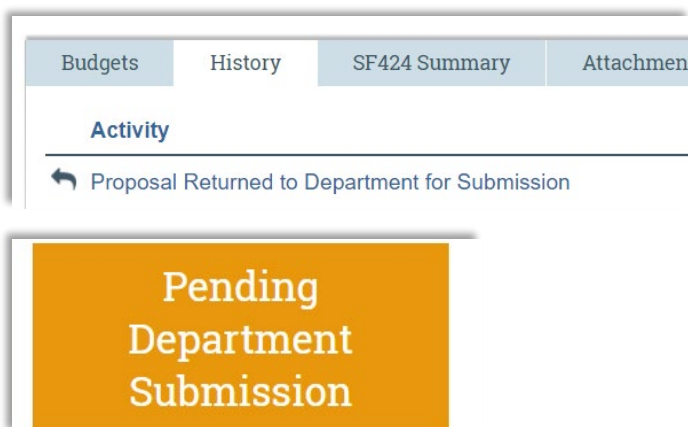 Budgets History SF424 Summary Attachmen
Activity
Proposal Returned to Department for Submission
Pending
Department
Submission